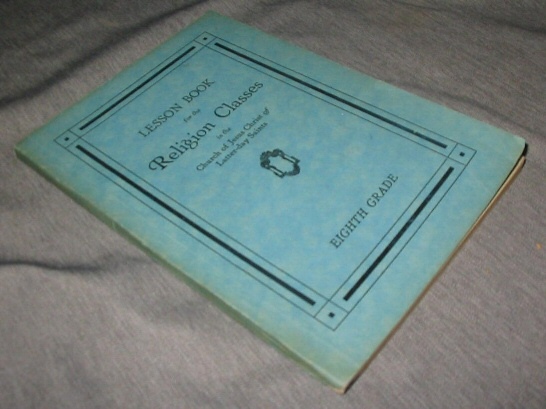 LESSON BOOK
for the
Religion Classes
in the
Church of Jesus Christ of
Latter-day Saints
EIGHTH GRADE